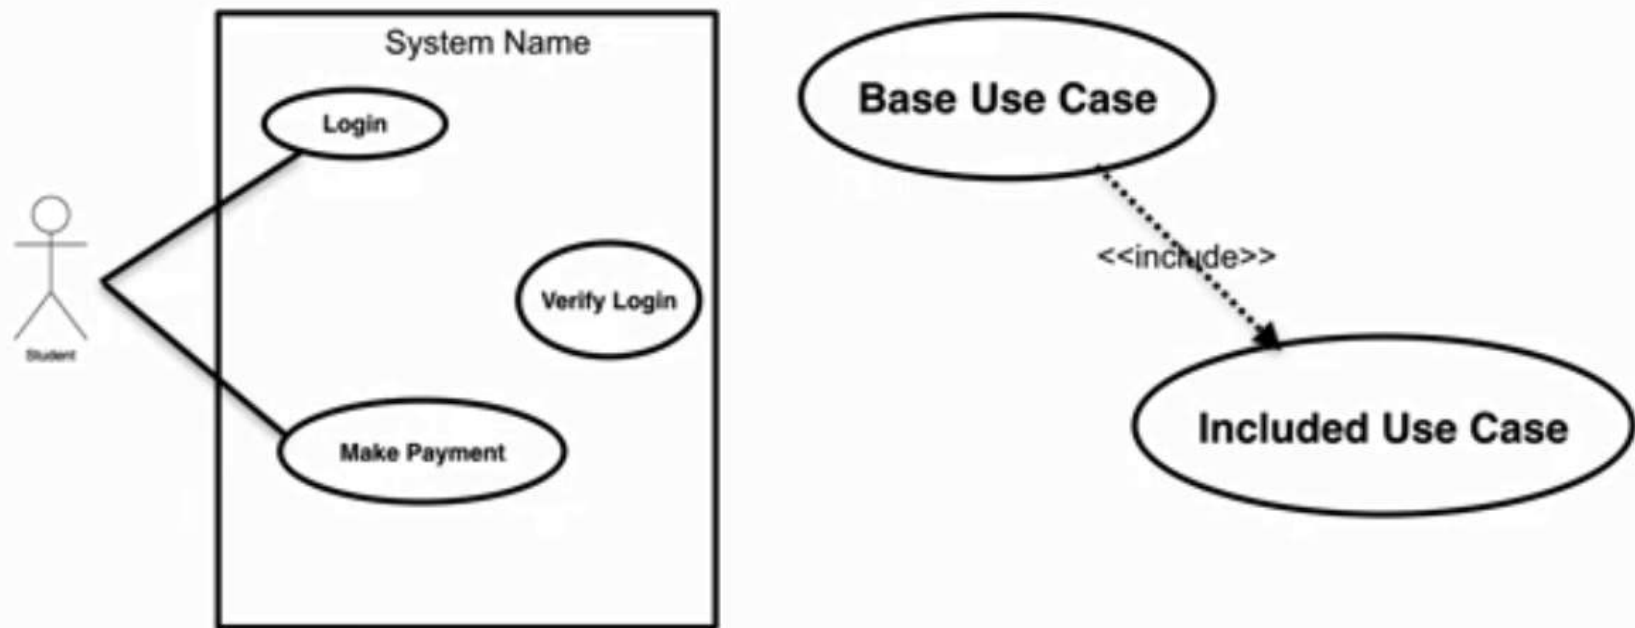 System Name
Login
Verify Login
Student
Make Payment
Base Use Case
<<include>>
Included Use Case